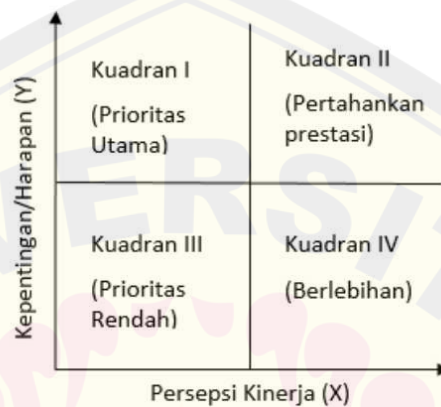 Kepentingan/Harapan (Y)
Kuadran I
(Prioritas
Utama)
Kuadran II
(Pertahankan
prestasi)
Kuadran III
(Prioritas
Rendah)
Kuadran IV
(Berlebihan)
Persepsi Kinerja (X)